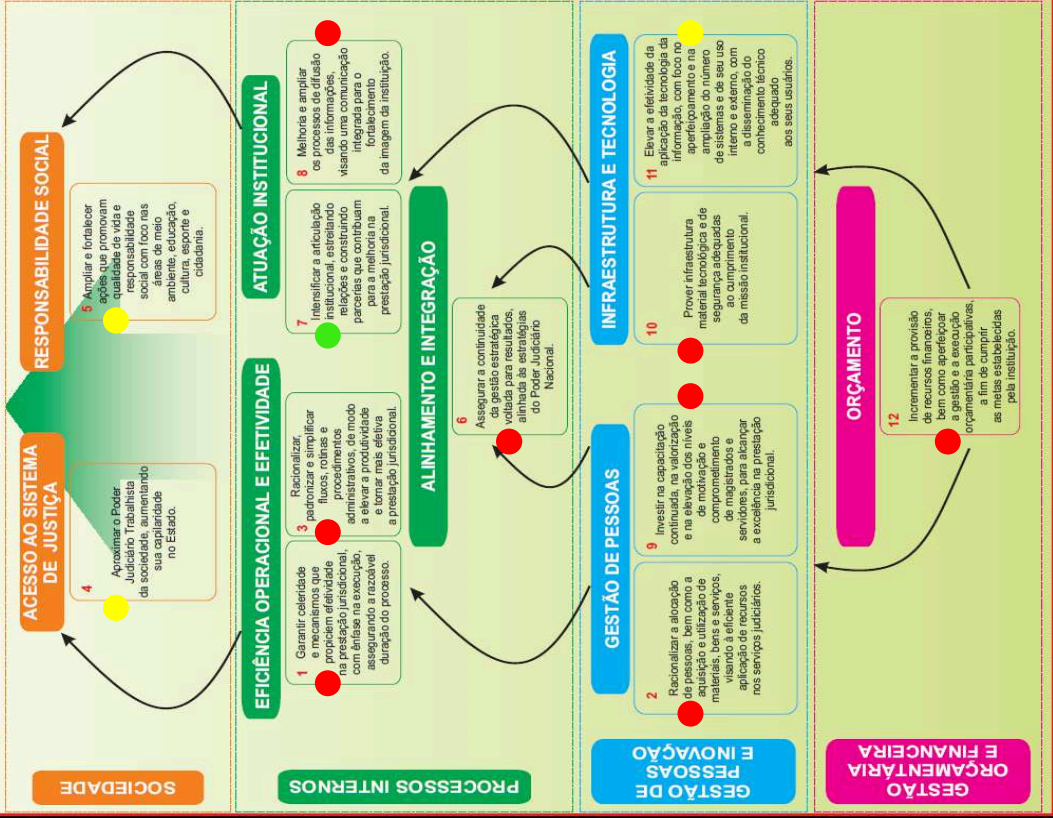 SOCIEDADE
ACESSO AO SISTEMA
DE JUSTIÇA
4
Aproximar o Poder
Judiciário Trabalhista
da sociedade, aumentando
sua capilaridade
no Estado.
RESPONSABILIDADE SOCIAL
5 Ampliar e fortalecer
ações que promovam
qualidade de vida e
responsabilidade
social com foco nas
áreas de meio
ambiente, educação,
cultura, esporte e
cidadania.
PROCESSOS INTERNOS
EFICIÊNCIA OPERACIONAL E EFETIVIDADE
1 Garantir celeridade
e mecanismos que
propiciem efetividade
na prestação jurisdicional,
com ênfase na execução,
assegurando a razoável
duração do processo.
3 Racionalizar,
padronizar e simplificar
fluxos, rotinas e
procedimentos
administrativos, de modo
a elevar a produtividade
e tornar mais efetiva
a prestação jurisdicional.
ATUAÇÃO INSTITUCIONAL
7
Intensificar a articulação
institucional, estreitando
relações e construindo
parcerias que contribuam
para a melhoria na
prestação jurisdicional.
8 Melhoria e ampliar
os processos de difusão
das informações,
visando uma comunicação
integrada para o
fortalecimento
da imagem da instituição.
ALINHAMENTO E INTEGRAÇÃO
6
Assegurar a continuidade
da gestão estratégica
voltada para resultados,
alinhada às estratégias
do Poder Judiciário
Nacional.
GESTÃO DE
PESSOAS
E INOVAÇÃO
GESTÃO DE PESSOAS
2
Racionalizar a alocação
de pessoas, bem como a
aquisição e utilização de
materiais, bens e serviços,
visando à eficiente
aplicação de recursos
nos serviços judiciários.
9 Investir na capacitação
continuada, na valorização
e na elevação dos níveis
de motivação e
comprometimento
de magistrados e
servidores, para alcançar
a excelência na prestação
jurisdicional.
INFRAESTRUTURA E TECNOLOGIA
10
Prover infraestrutura
material tecnológica e de
segurança adequadas
ao cumprimento
da missão institucional.
11 Elevar a efetividade da
aplicação da tecnologia da
informação, com foco no
aperfeiçoamento e na
ampliação do número
de sistemas e de seu uso
interno e externo, com
a disseminação do
conhecimento técnico
adequado
aos seus usuários.
GESTÃO
ORÇAMENTÁRIA
E FINANCEIRA
ORÇAMENTO
12
Incrementar a provisão
de recursos financeiros,
bem como aperfeiçoar
a gestão e a execução
orçamentária participativas,
a fim de cumprir
as metas estabelecidas
pela instituição.